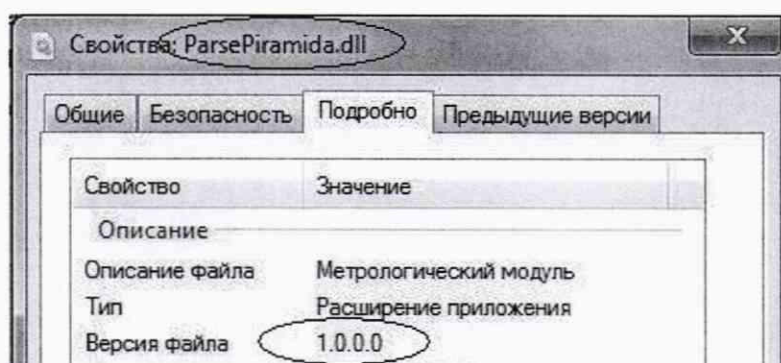 Свойства: ParsePiramida.dll
Общие Безопасность Подробно Предыдущие версии
Свойство Значение
Описание
Описание файла Метрологический модуль
Тип Расширение приложения
Версия файла 1.0.0.0